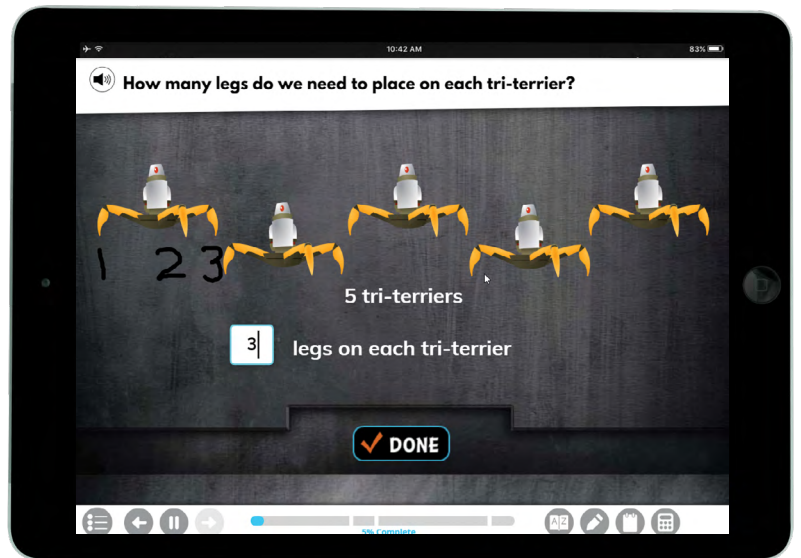 10:42 AM
83%
How many legs do we need to place on each tri-terrier?
1 2 3
5 tri-terriers
3 legs on each tri-terrier
DONE
AZ
5% Complete